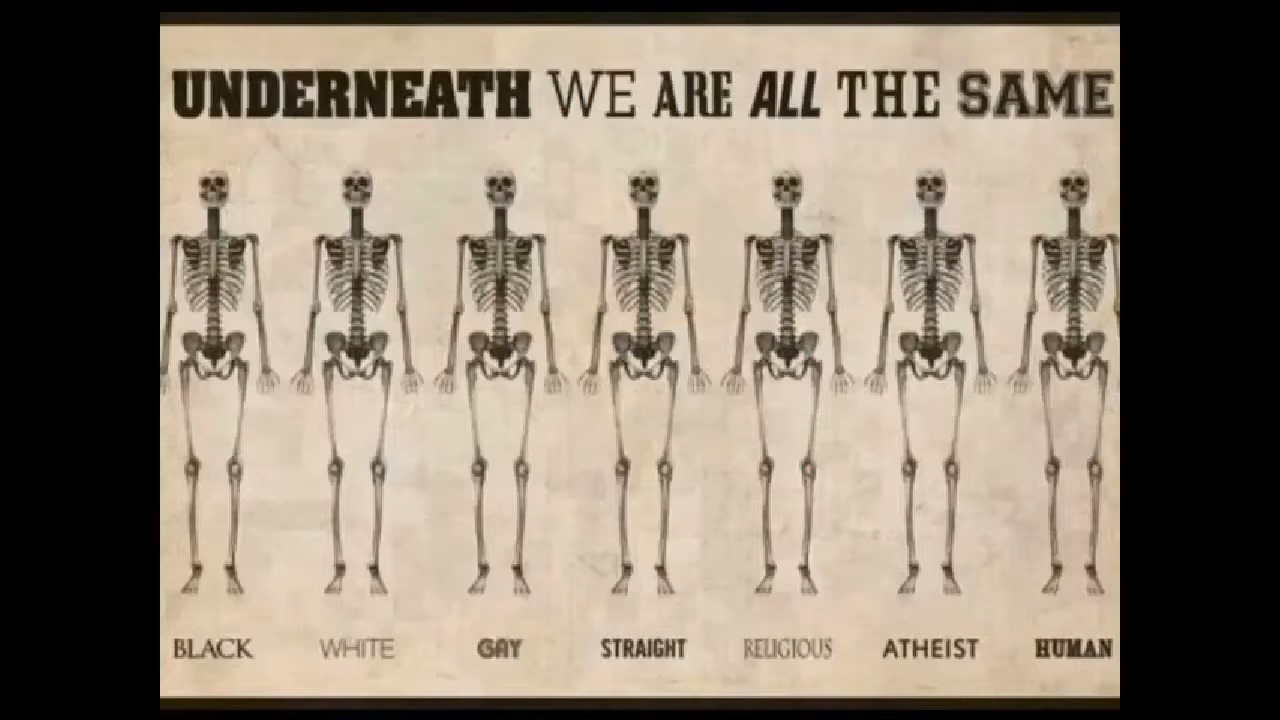 UNDERNEATH WE ARE ALL THE SAME
BLACK WHITE GAY STRAIGHT RELIGIOUS ATHEIST HUMAN